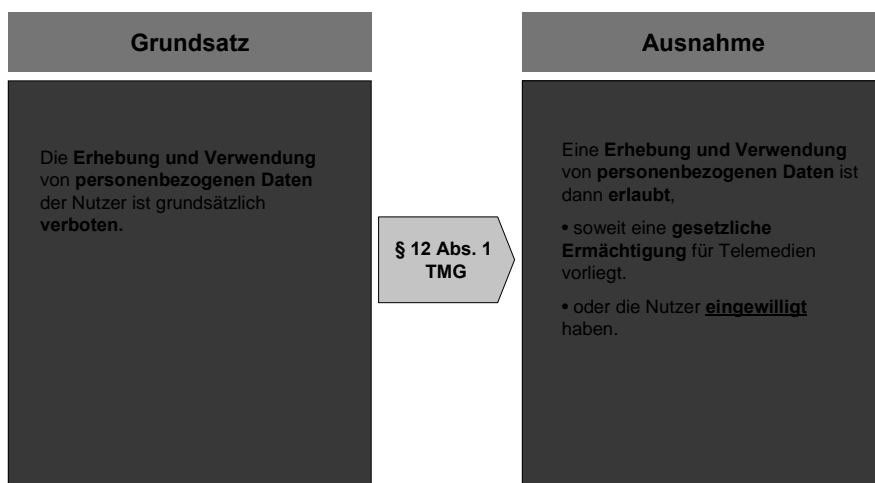 Grundsatz
Die Erhebung und Verwendung
von personenbezogenen Daten
der Nutzer ist grundsätzlich
verboten.
§ 12 Abs. 1
TMG
Ausnahme
Eine Erhebung und Verwendung
von personenbezogenen Daten ist
dann erlaubt,
• soweit eine gesetzliche
Ermächtigung für Telemedien
vorliegt.
• oder die Nutzer eingewilligt
haben.